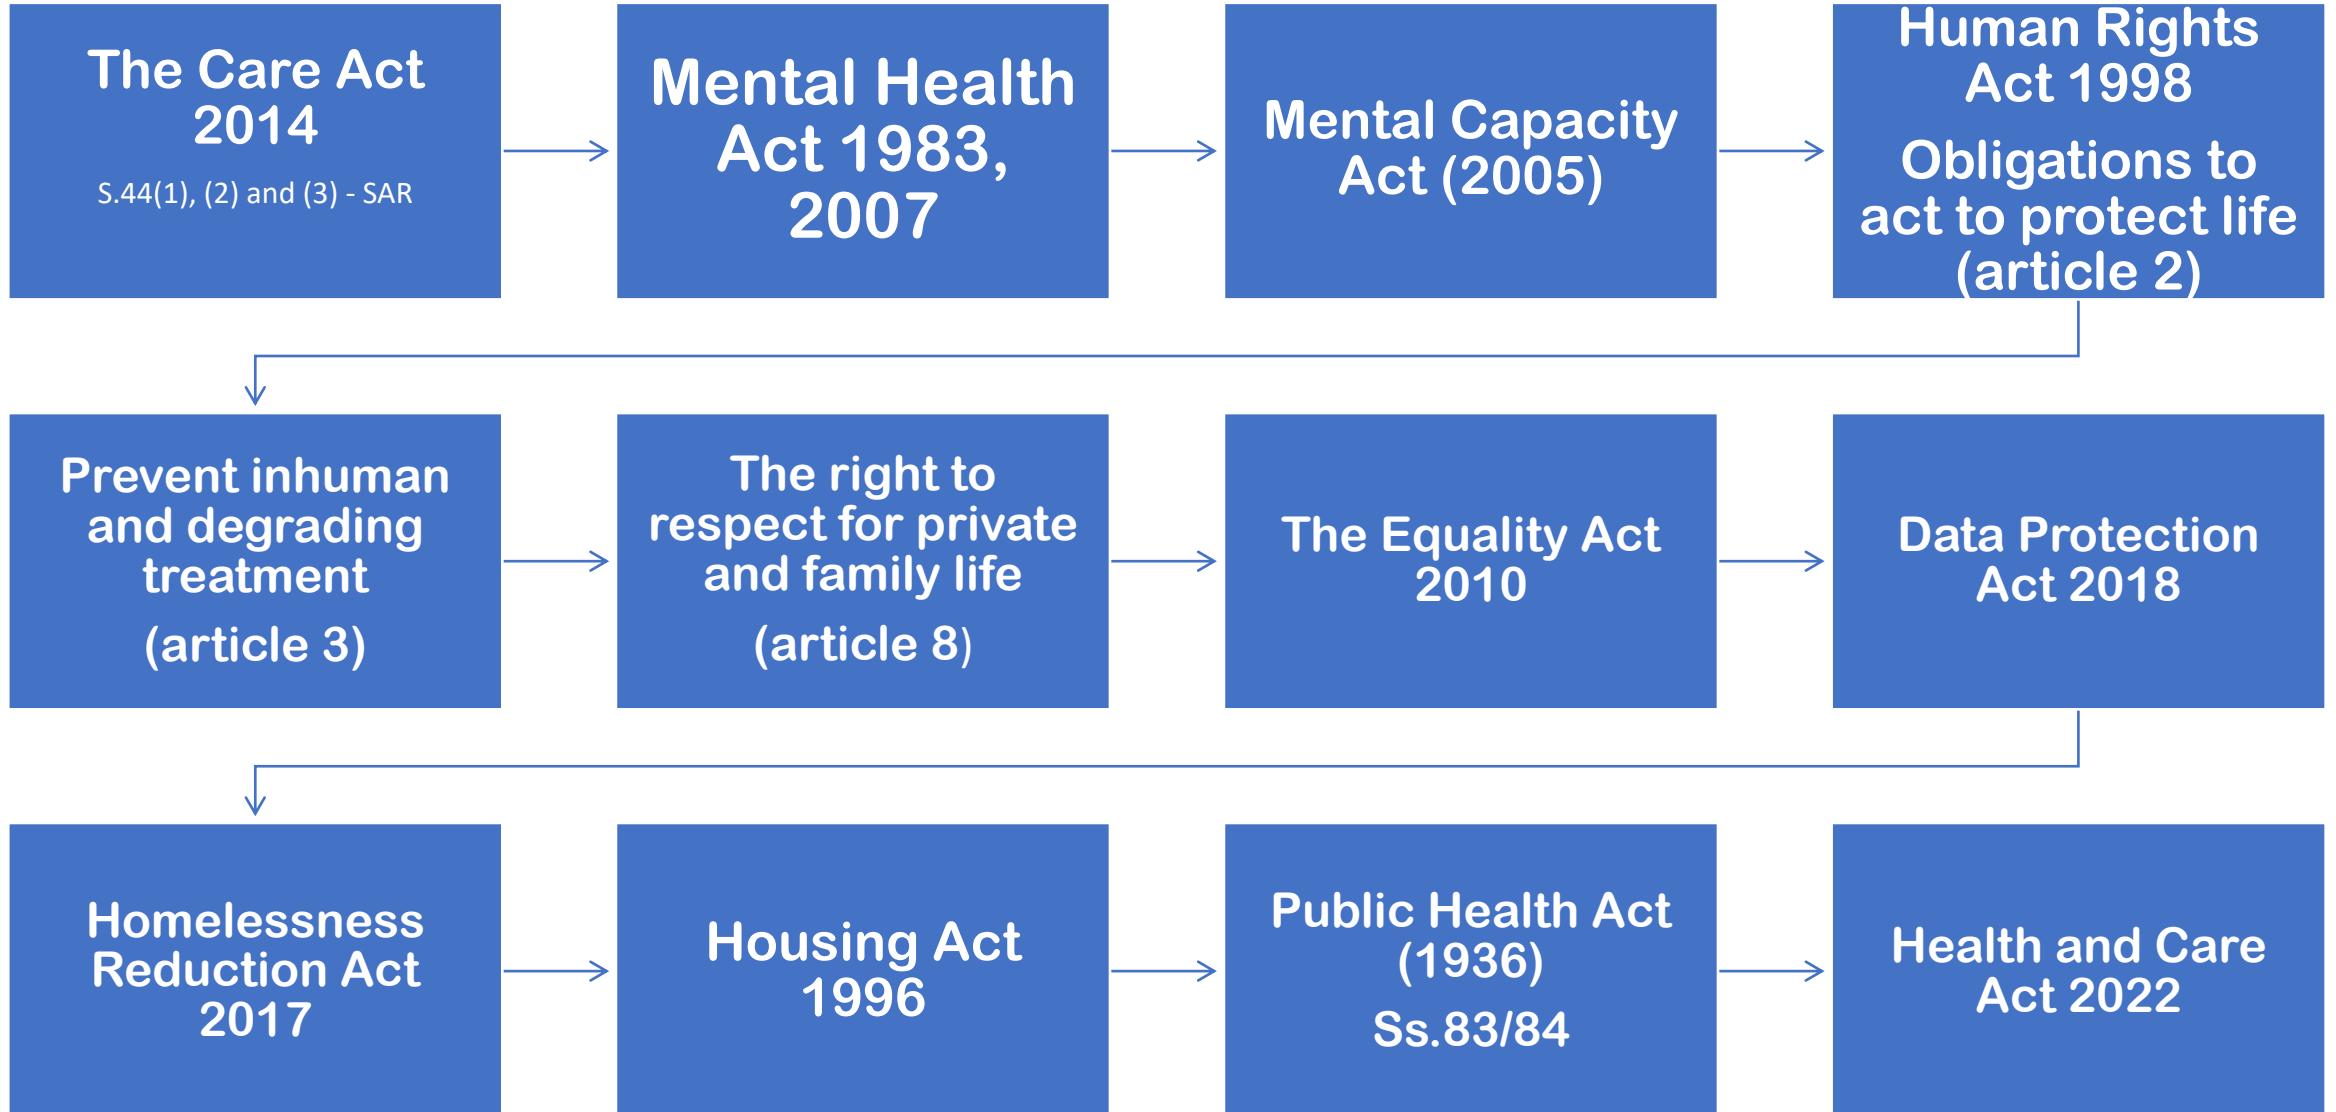 The Care Act
2014
S.44(1), (2) and (3) - SAR
Mental Health
Act 1983,
2007
Mental Capacity
Act (2005)
Human Rights
Act 1998
Obligations to
act to protect life
(article 2)
Prevent inhuman
and degrading
treatment
(article 3)
The right to
respect for private
and family life
(article 8)
The Equality Act
2010
Data Protection
Act 2018
Homelessness
Reduction Act
2017
Housing Act
1996
Public Health Act
(1936)
Ss.83/84
Health and Care
Act 2022